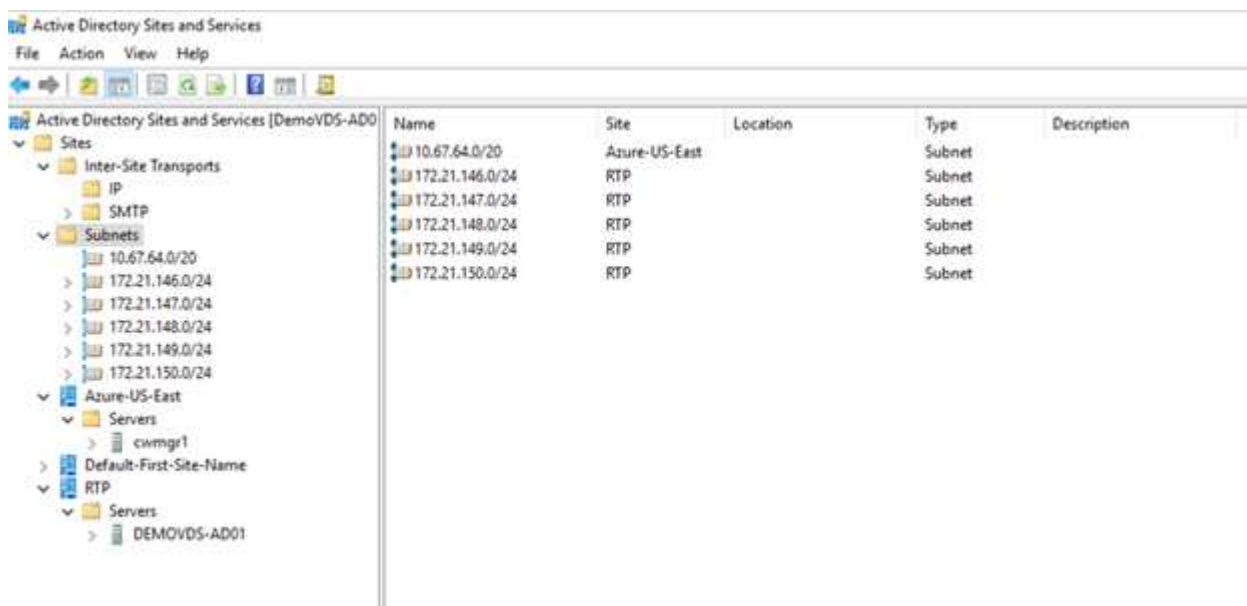 Active Directory Sites and Services
File Action View Help
Active Directory Sites and Services [DemoVDS-AD0
Sites
Inter-Site Transports
IP
SMTP
Subnets
10.67.64.0/20
172.21.146.0/24
172.21.147.0/24
172.21.148.0/24
172.21.149.0/24
172.21.150.0/24
Azure-US-East
Servers
cwmgr1
Default-First-Site-Name
RTP
Servers
DEMOVDS-AD01
Name Site Location Type Description
10.67.64.0/20 Azure-US-East Subnet
172.21.146.0/24 RTP Subnet
172.21.147.0/24 RTP Subnet
172.21.148.0/24 RTP Subnet
172.21.149.0/24 RTP Subnet
172.21.150.0/24 RTP Subnet